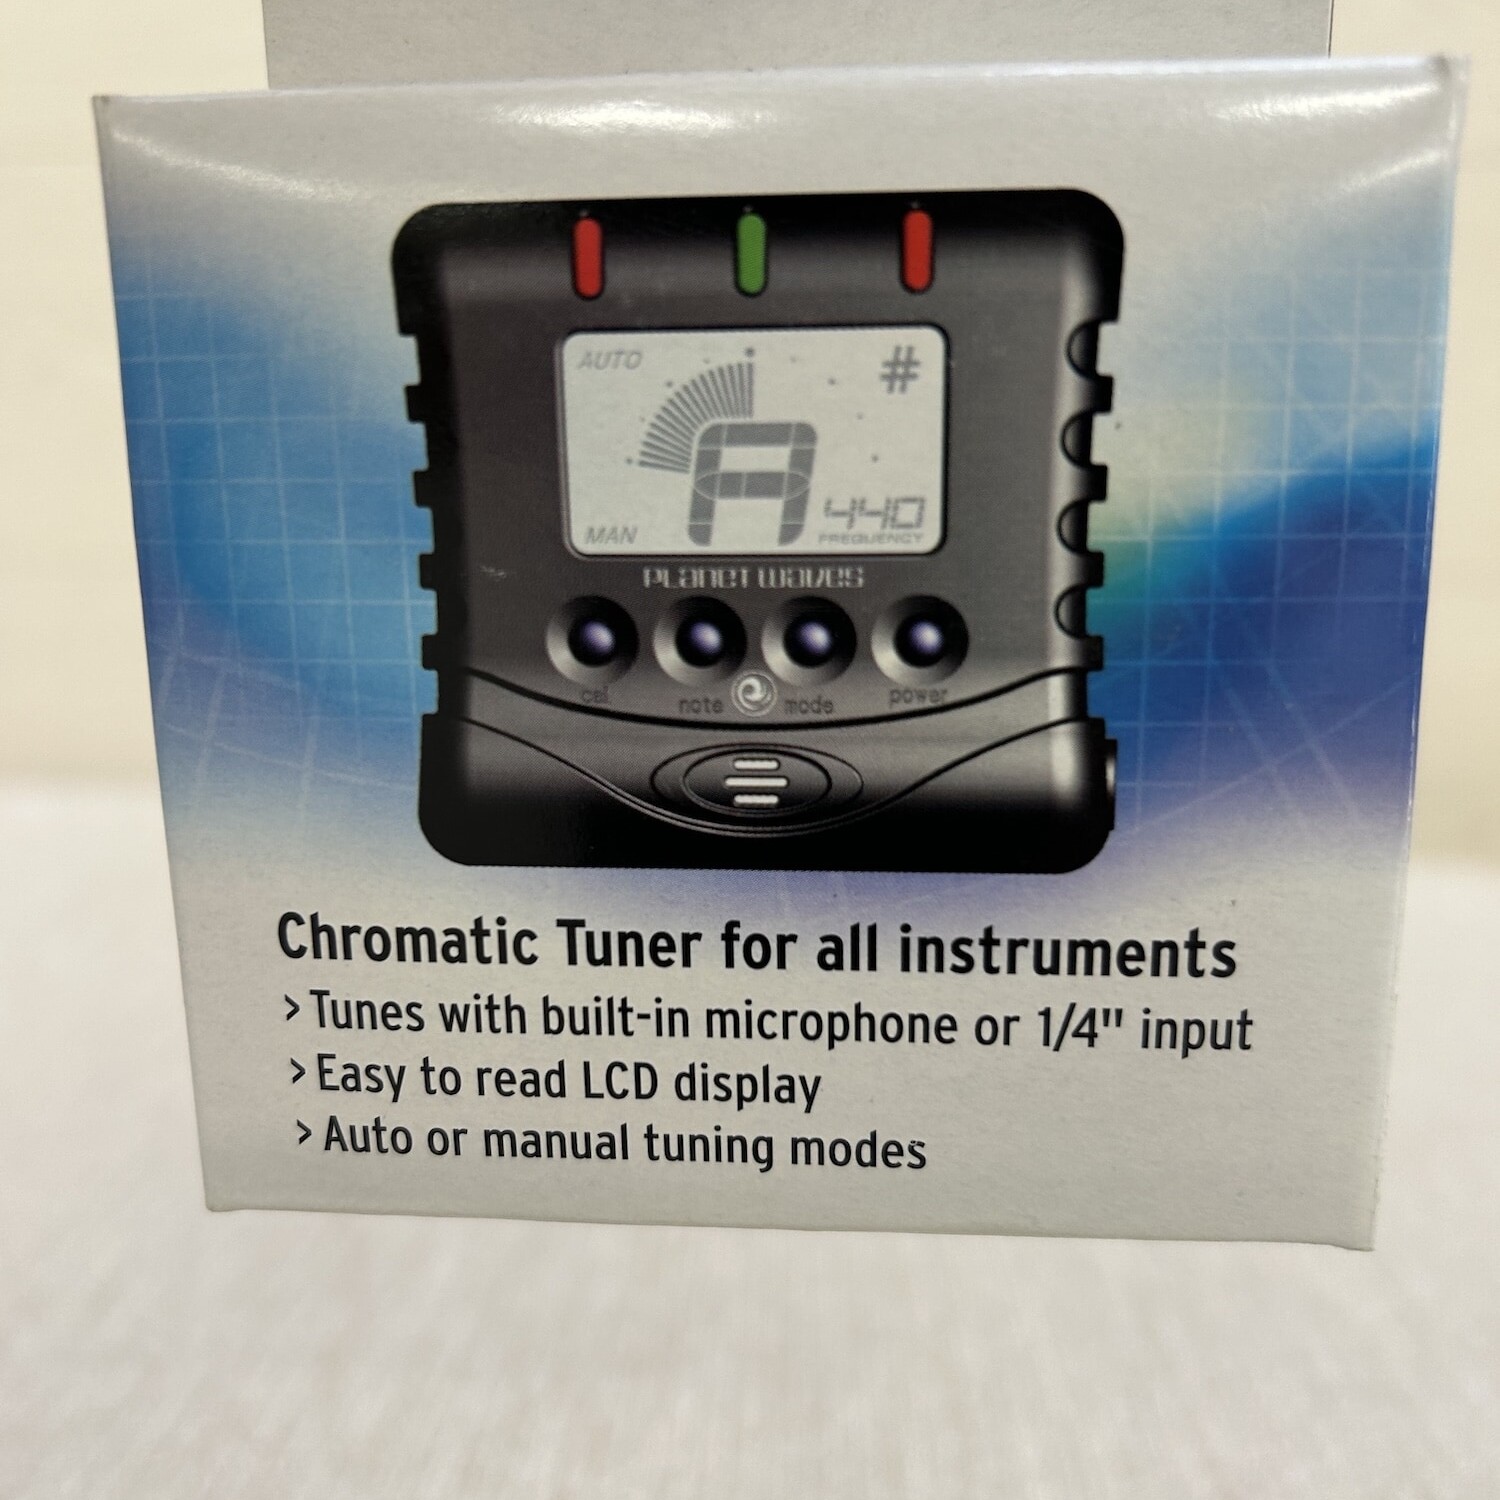 AUTO #
A
440
MAN FREQUENCY
PLANET WAVES
cal note mode power
Chromatic Tuner for all instruments
> Tunes with built-in microphone or 1/4" input
> Easy to read LCD display
> Auto or manual tuning modes